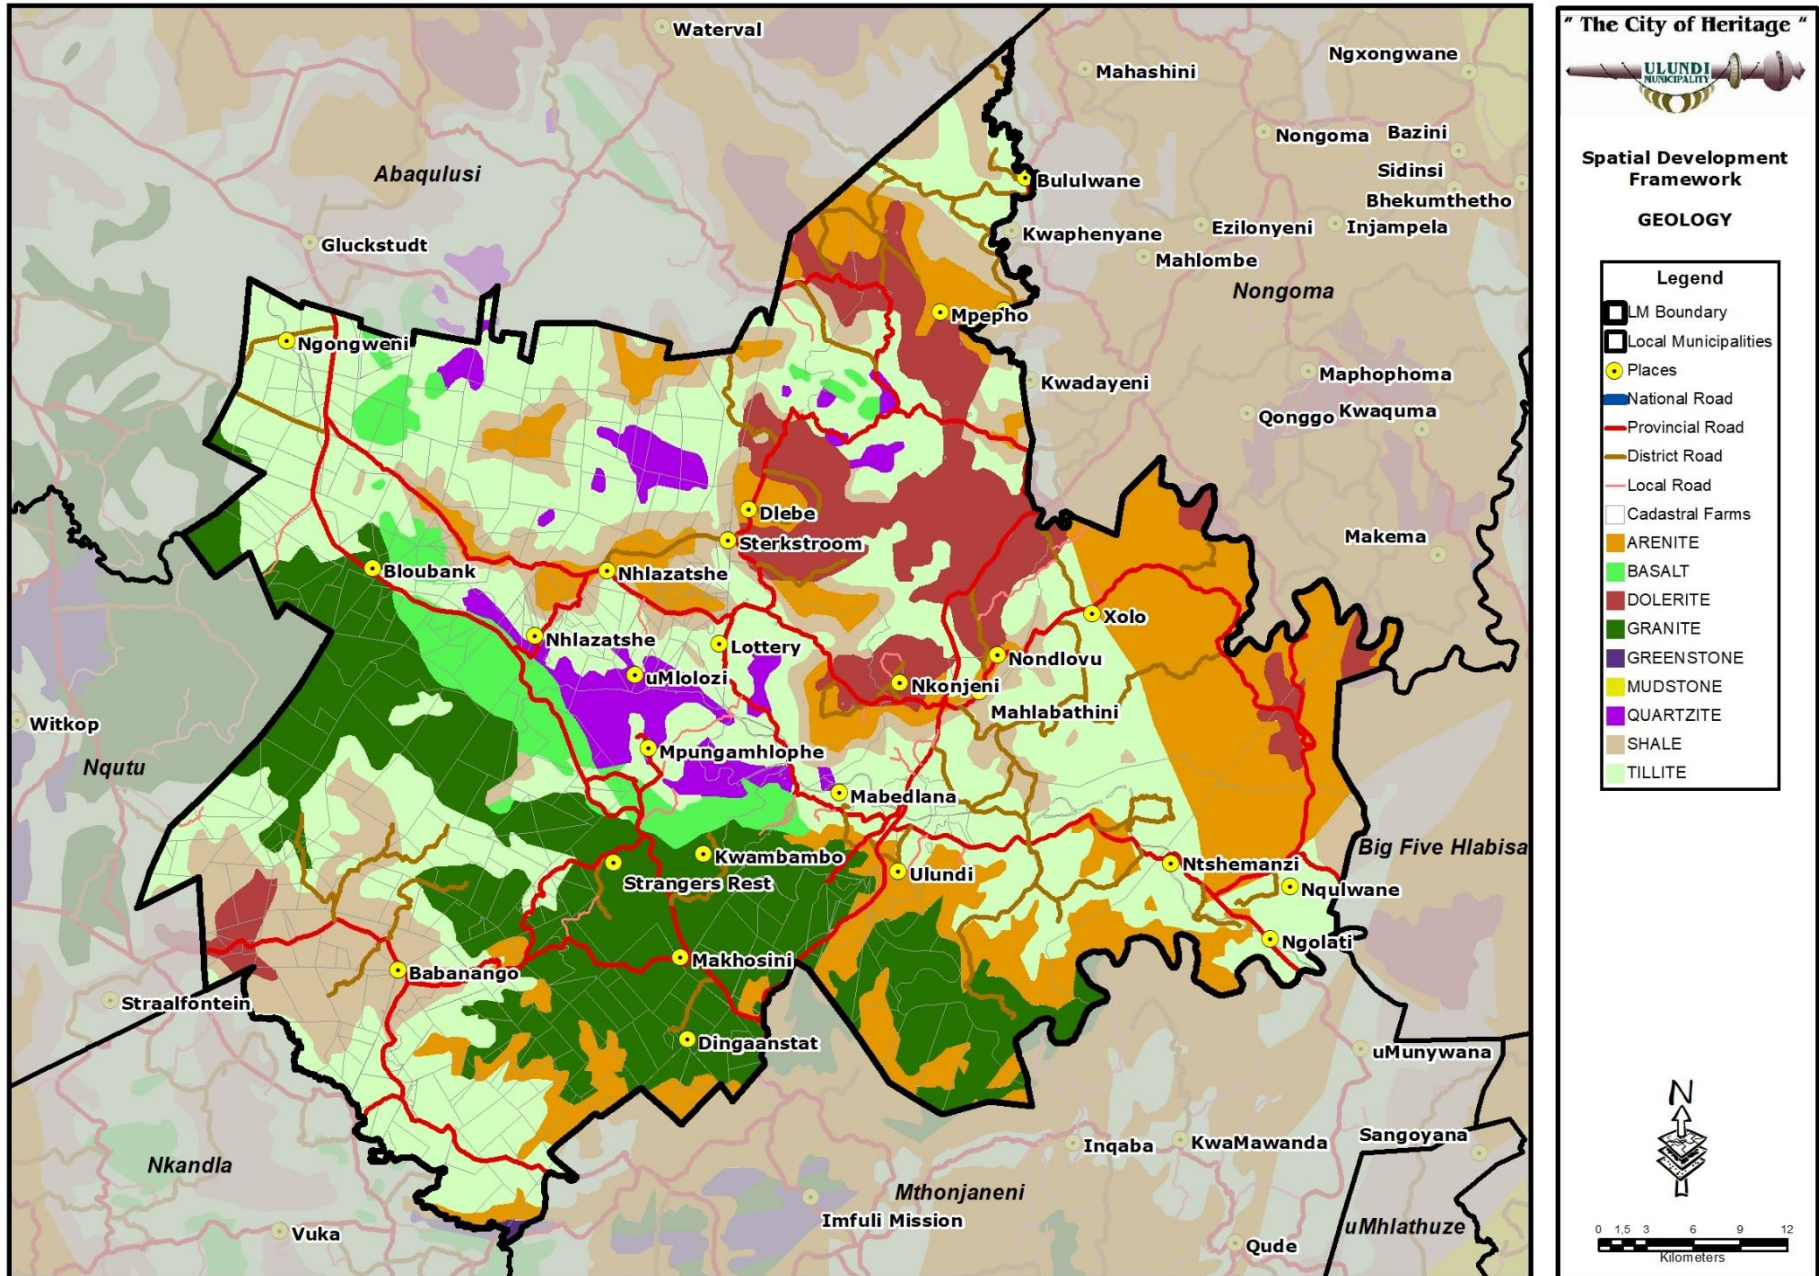 Waterval
Mahashini
Ngxongwane
Nongoma
Bazini
Sidinsi
Bhekumthetho
Abaqulusi
Bululwane
Gluckstudt
Kwaphenyane
Ezilonyeni
Injampela
Mahlombe
Nongoma
Mpepho
Ngongweni
Kwadayeni
Maphophoma
Qonggo
Kwaquma
Dlebe
Sterkstroom
Makema
Bloubank
Nhlazatshe
Xolo
Nhlazatshe
Lottery
Nondlovu
uMlolozi
Nkonjeni
Mahlabathini
Witkop
Mpungamhlophe
Nqutu
Mabedlana
Big Five Hlabisa
Kwambambo
Strangers Rest
Ulundi
Ntshemanzi
Nqulwane
Ngolati
Makhosini
Babanango
Straalfontein
Dingaanstat
uMunywana
Inqaba
KwaMawanda
Sangoyana
Nkandla
Mthonjaneni
Imfuli Mission
Vuka
Qude
uMhlathuze
" The City of Heritage "
ULUNDI
MUNICIPALITY
Spatial Development
Framework
GEOLOGY
Legend
LM Boundary
Local Municipalities
Places
National Road
Provincial Road
District Road
Local Road
Cadastral Farms
ARENITE
BASALT
DOLERITE
GRANITE
GREENSTONE
MUDSTONE
QUARTZITE
SHALE
TILLITE
N
0 1,5 3 6 9 12
Kilometers